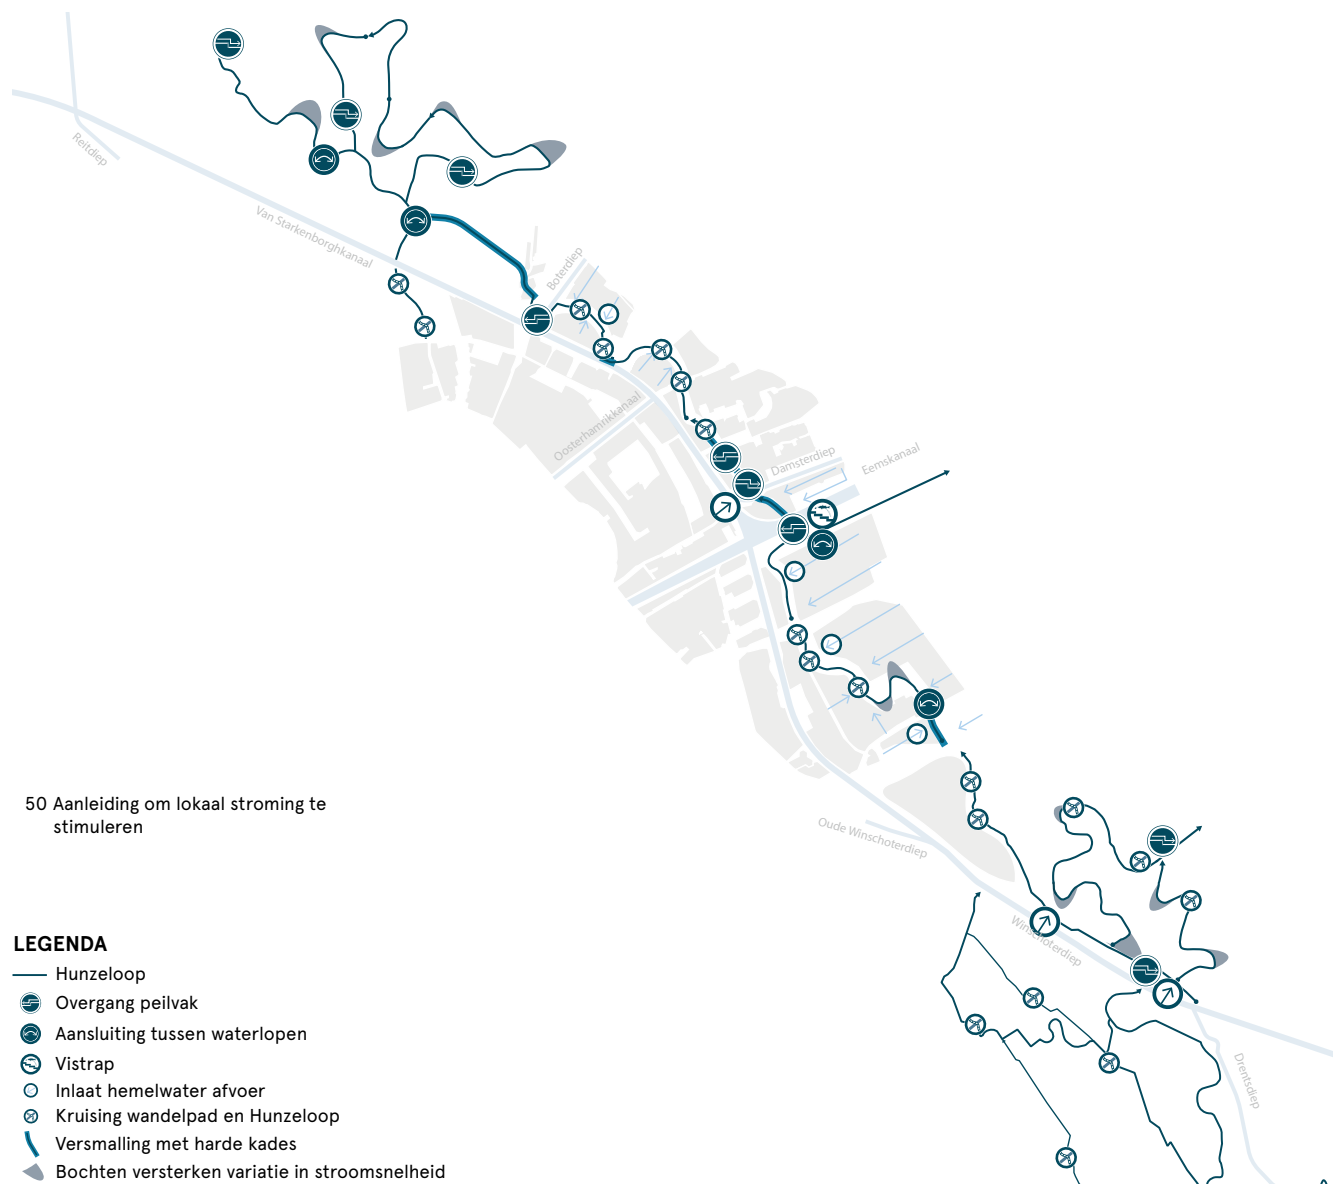 Reitdiep
Van Starkenborghkanaal
Boterdiep
Oosterhamrikkanaal
Damsterdiep
Eemskanaal
Oude Winschoterdiep
Winschoterdiep
Drentsdiep
50 Aanleiding om lokaal stroming te
stimuleren
LEGENDA
Hunzeloop
Overgang peilvak
Aansluiting tussen waterlopen
Vistrap
Inlaat hemelwater afvoer
Kruising wandelpad en Hunzeloop
Versmalling met harde kades
Bochten versterken variatie in stroomsnelheid